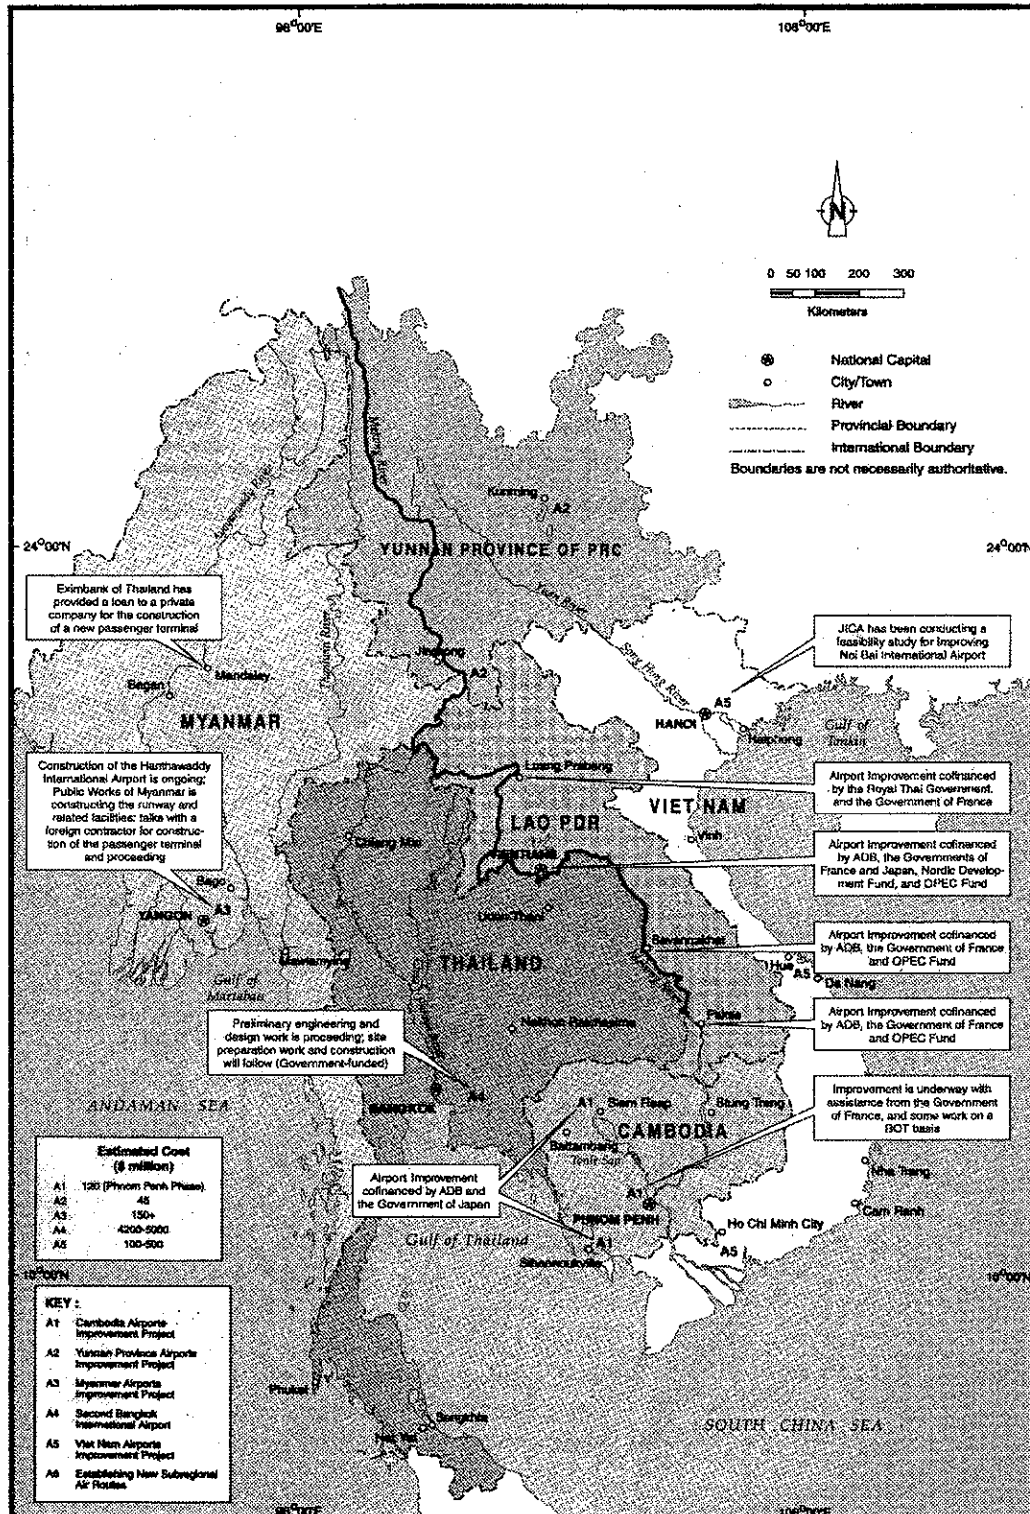 98°00'E
106°00'E
N
0 50 100 200 300
Kilometers
National Capital
City/Town
River
Provincial Boundary
International Boundary
Boundaries are not necessarily authoritative.
Mekong River
Irrawaddy River
Kunming
A2
24°00'N
24°00'N
YUNNAN PROVINCE OF PRC
Yuan River
Eximbank of Thailand has
provided a loan to a private
company for the construction
of a new passenger terminal
JICA has been conducting a
feasibility study for Improving
Noi Bai International Airport
Jinghong
A2
Song Hong River
Mandalay
Bagan
MYANMAR
A5
HANOI
Haiphong
Gulf of
Tonkin
Construction of the Hanthawaddy
International Airport is ongoing;
Public Works of Myanmar is
constructing the runway and
related facilities; talks with a
foreign contractor for construc-
tion of the passenger terminal
and proceeding
Luang Prabang
Airport Improvement cofinanced
by the Royal Thai Government,
and the Government of France
VIET NAM
LAO PDR
Chiang Mai
Vinh
VIENTIANE
Airport Improvement cofinanced
by ADB, the Governments of
France and Japan, Nordic Develop-
ment Fund, and OPEC Fund
Bago
A3
YANGON
Udon Thani
Savannakhet
Airport Improvement cofinanced
by ADB, the Government of France
and OPEC Fund
Mawlamying
THAILAND
Hue
A5
Da Nang
Gulf of
Martaban
Preliminary engineering and
design work is proceeding; site
preparation work and construction
will follow (Government-funded)
Nakhon Ratchasima
Pakse
Airport Improvement cofinanced
by ADB, the Government of France
and OPEC Fund
ANDAMAN SEA
BANGKOK
A4
A1
Siem Reap
Stung Treng
Improvement is underway with
assistance from the Government
of France, and some work on a
BOT basis
CAMBODIA
Battambang
Tonle Sap
Estimated Cost
($ million)
A1 120 (Phnom Penh Phase)
A2 45
A3 150+
A4 4200-5000
A5 100-500
Airport Improvement
cofinanced by ADB and
the Government of Japan
Nha Trang
A1
PHNOM PENH
Cam Ranh
Ho Chi Minh City
A5
Gulf of Thailand
A1
Sihanoukville
10°00'N
10°00'N
KEY :
A1 Cambodia Airports
Improvement Project
A2 Yunnan Province Airports
Improvement Project
A3 Myanmar Airports
Improvement Project
A4 Second Bangkok
International Airport
A5 Viet Nam Airports
Improvement Project
A6 Establishing New Subregional
Air Routes
Phuket
Songkhla
Hat Yai
SOUTH CHINA SEA
98°00'E
106°00'E